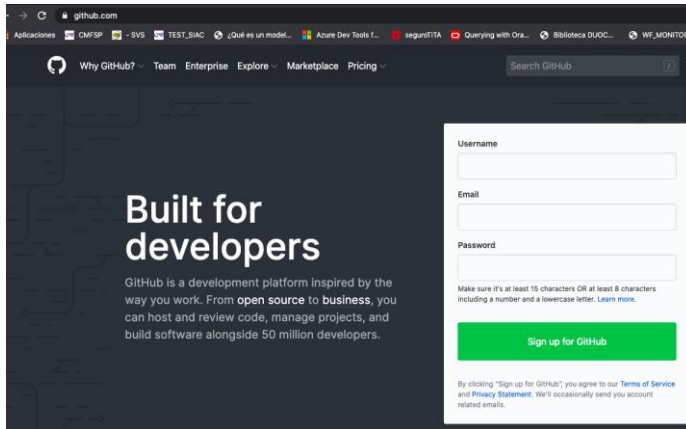 github.com
Aplicaciones CMFSP - SVS TEST_SIAC ¿Qué es un model... Azure Dev Tools f... seguroTITA Querying with Ora... Biblioteca DUOC... WF_MONITOR
Why GitHub? Team Enterprise Explore Marketplace Pricing Search GitHub /
Username
Email
Built for
developers
Password
GitHub is a development platform inspired by the
way you work. From open source to business, you
can host and review code, manage projects, and
build software alongside 50 million developers.
Make sure it's at least 15 characters OR at least 8 characters
including a number and a lowercase letter. Learn more.
Sign up for GitHub
By clicking "Sign up for GitHub", you agree to our Terms of Service
and Privacy Statement. We'll occasionally send you account
related emails.